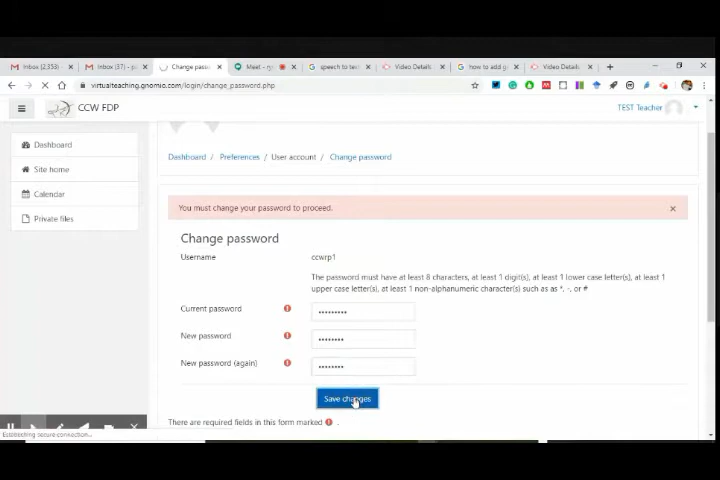 Inbox (2,353)
Inbox (37) - p
Change passw
Meet -
speech to tex
Video Details
how to add g
Video Details
virtualteaching.gnomio.com/login/change_password.php
CCW FDP
TEST Teacher
Dashboard
Site home
Calendar
Private files
Dashboard / Preferences / User account / Change password
You must change your password to proceed.
Change password
Username
ccwrp1
The password must have at least 8 characters, at least 1 digit(s), at least 1 lower case letter(s), at least 1
upper case letter(s), at least 1 non-alphanumeric character(s) such as as *, -, or #
Current password
•••••••••
New password
••••••••
New password (again)
••••••••
Save changes
There are required fields in this form marked .
Establishing secure connection...